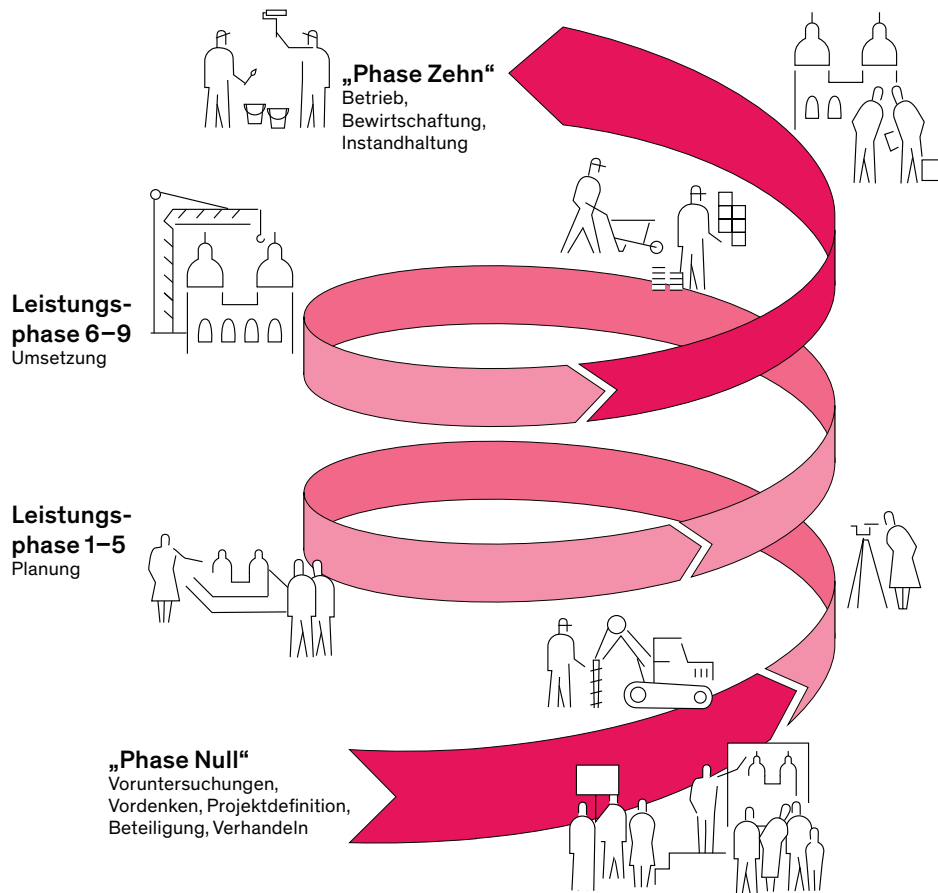 „Phase Zehn“
Betrieb,
Bewirtschaftung,
Instandhaltung
Leistungs-
phase 6–9
Umsetzung
Leistungs-
phase 1–5
Planung
„Phase Null“
Voruntersuchungen,
Vordenken, Projektdefinition,
Beteiligung, Verhandeln